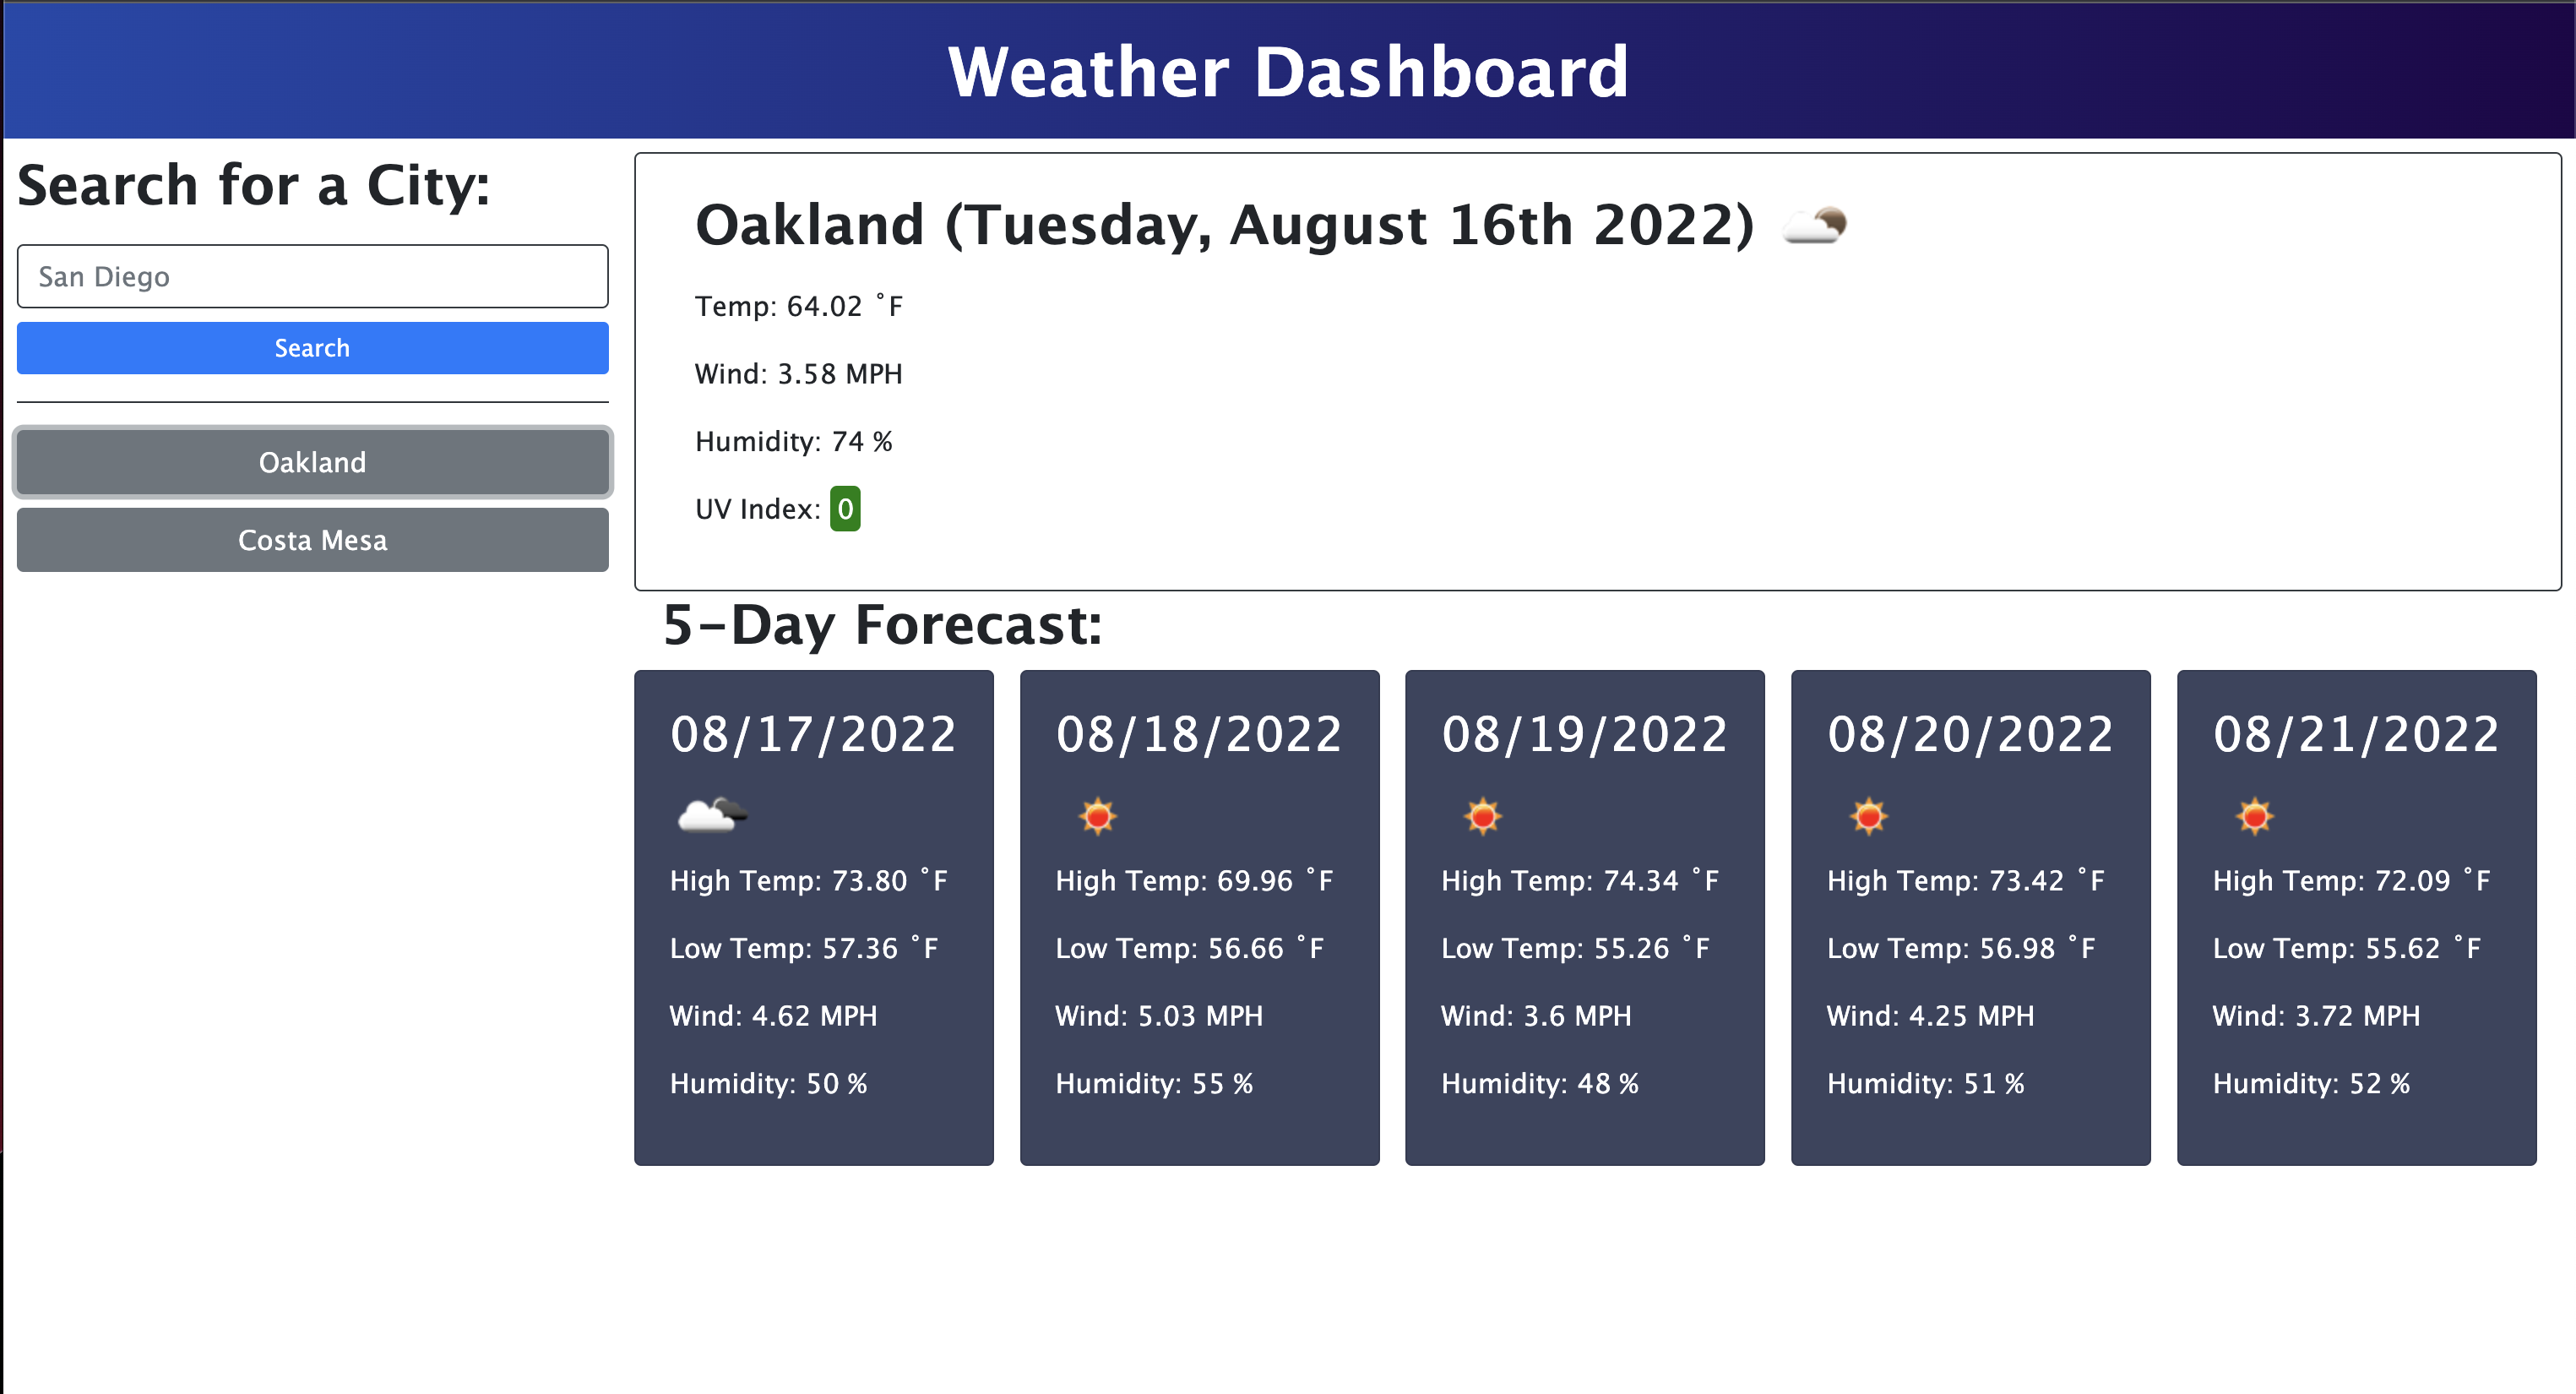 Weather Dashboard
Search for a City:
San Diego
Search
Oakland
Costa Mesa
Oakland (Tuesday, August 16th 2022)
Temp: 64.02 ˚F
Wind: 3.58 MPH
Humidity: 74 %
UV Index: 0
5-Day Forecast:
08/17/2022
High Temp: 73.80 ˚F
Low Temp: 57.36 ˚F
Wind: 4.62 MPH
Humidity: 50 %
08/18/2022
High Temp: 69.96 ˚F
Low Temp: 56.66 ˚F
Wind: 5.03 MPH
Humidity: 55 %
08/19/2022
High Temp: 74.34 ˚F
Low Temp: 55.26 ˚F
Wind: 3.6 MPH
Humidity: 48 %
08/20/2022
High Temp: 73.42 ˚F
Low Temp: 56.98 ˚F
Wind: 4.25 MPH
Humidity: 51 %
08/21/2022
High Temp: 72.09 ˚F
Low Temp: 55.62 ˚F
Wind: 3.72 MPH
Humidity: 52 %